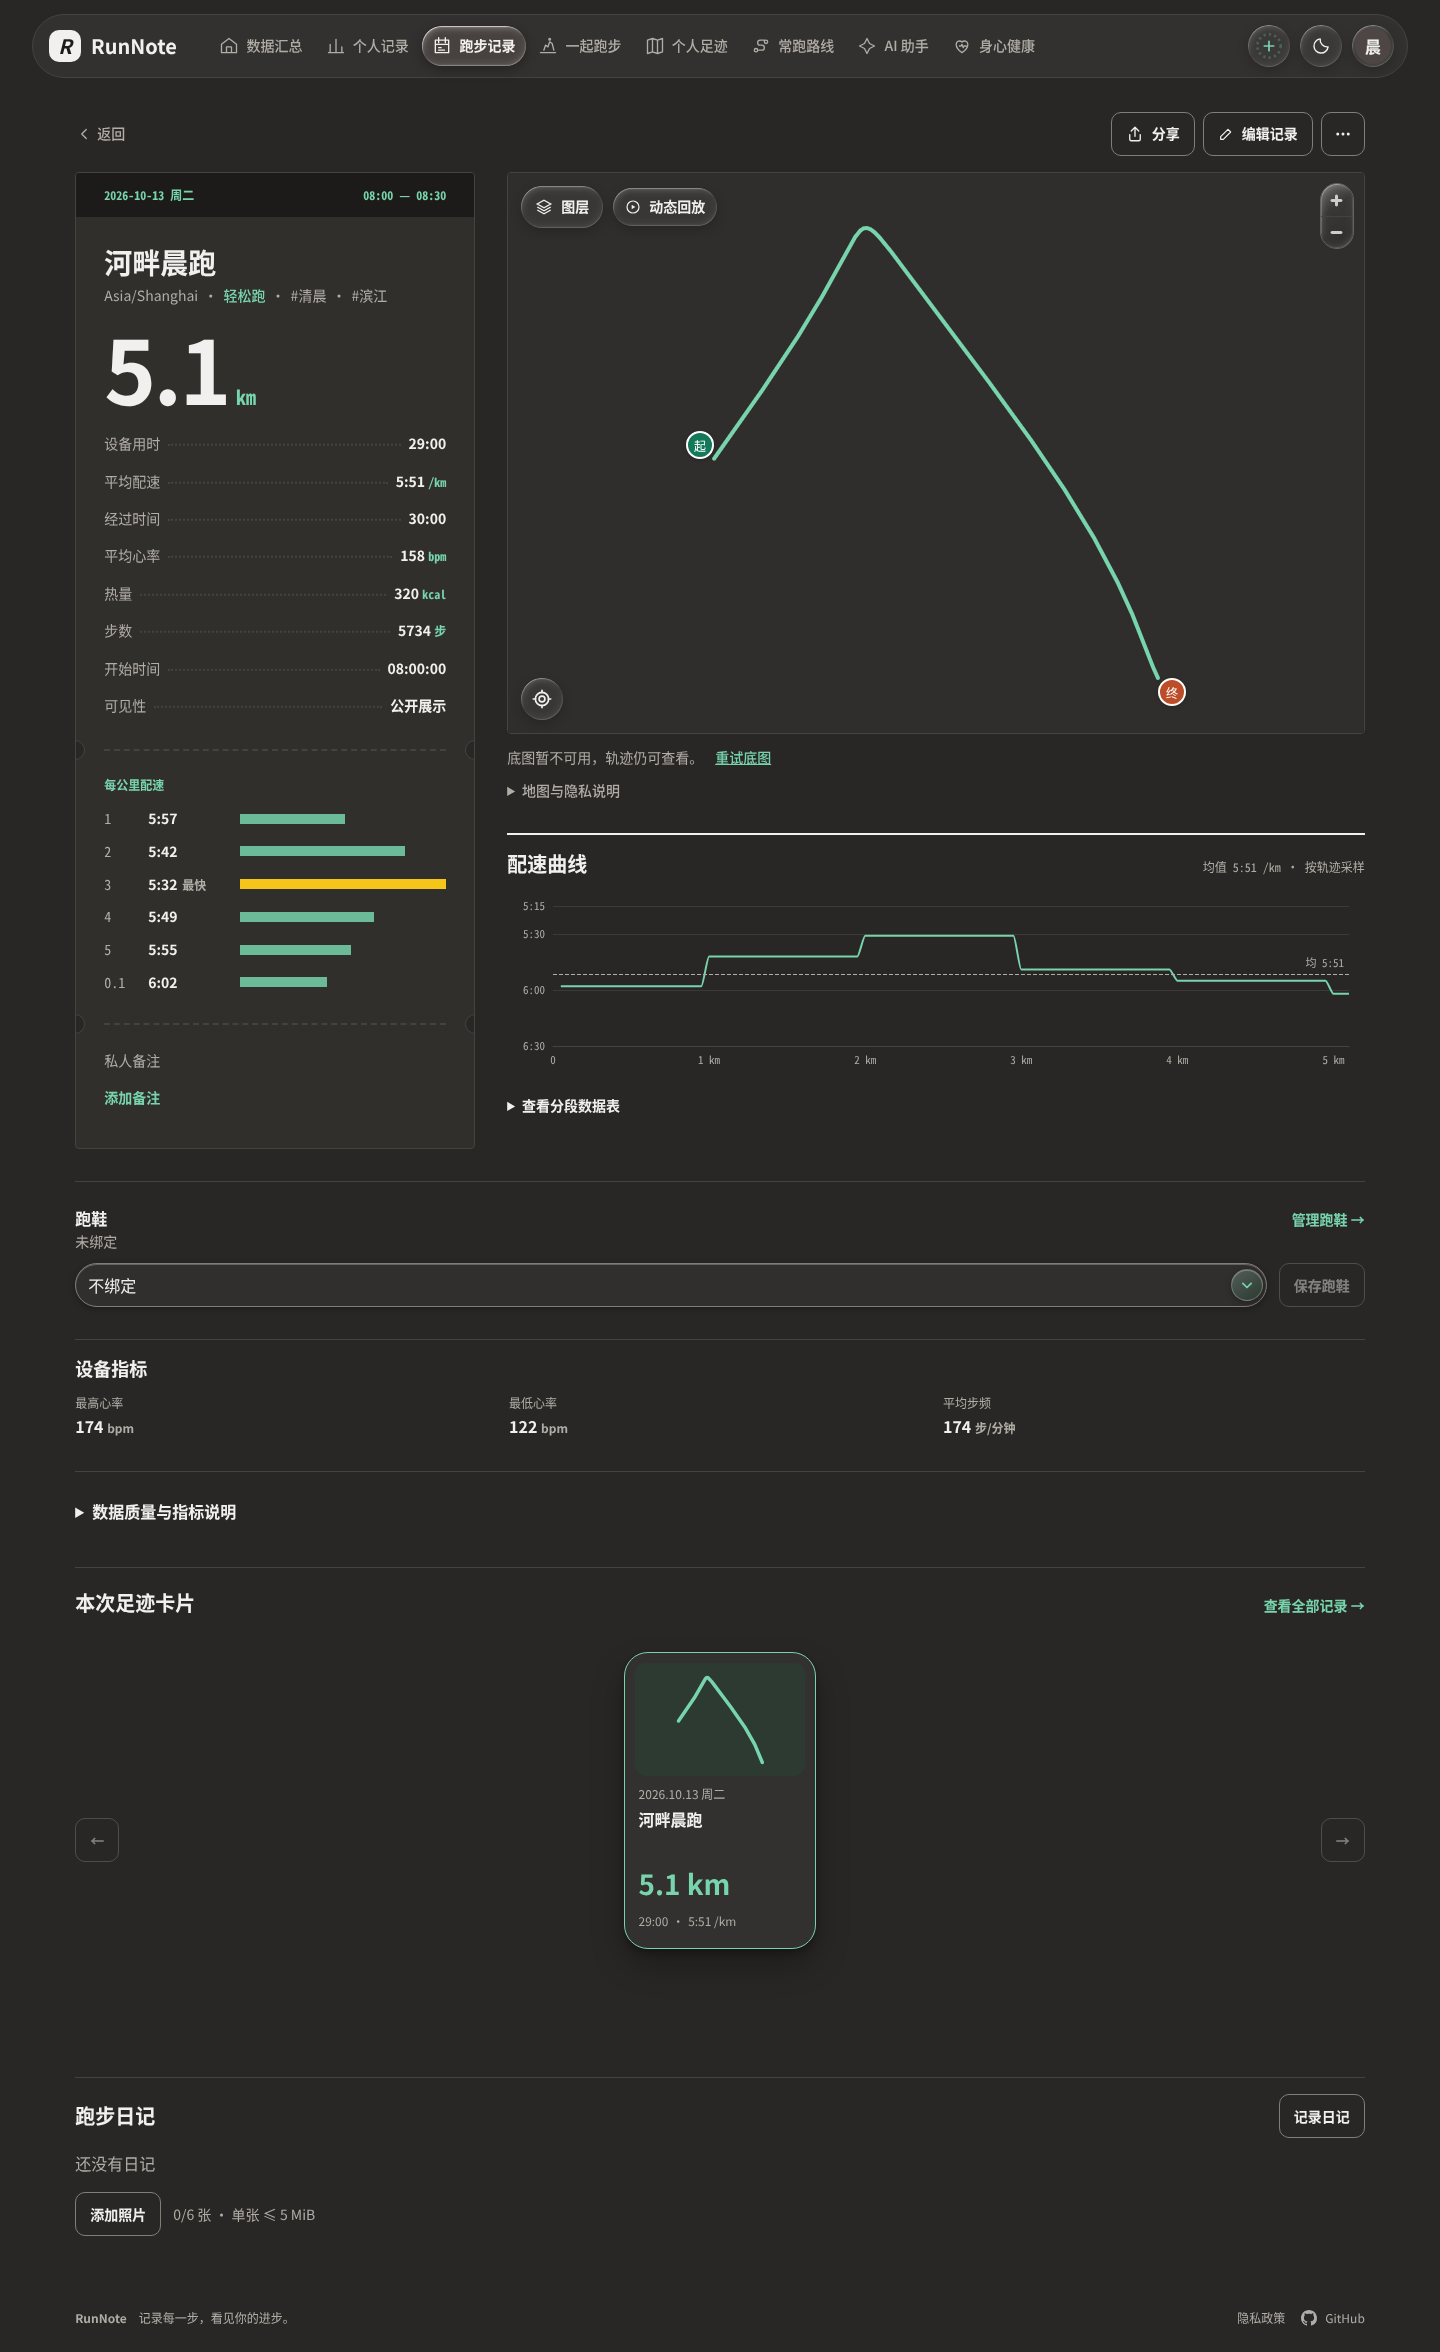 R RunNote 数据汇总 个人记录 跑步记录 一起跑步 个人足迹 常跑路线 AI 助手 身心健康 晨
返回 分享 编辑记录
2026-10-13 周二 08:00 — 08:30
河畔晨跑
Asia/Shanghai · 轻松跑 · #清晨 · #滨江
5.1 km
设备用时 29:00
平均配速 5:51 /km
经过时间 30:00
平均心率 158 bpm
热量 320 kcal
步数 5734 步
开始时间 08:00:00
可见性 公开展示
每公里配速
1 5:57
2 5:42
3 5:32 最快
4 5:49
5 5:55
0.1 6:02
私人备注
添加备注
图层 动态回放
起
终
底图暂不可用，轨迹仍可查看。 重试底图
地图与隐私说明
配速曲线 均值 5:51 /km · 按轨迹采样
5:15
5:30
均 5:51
6:00
6:30
0 1 km 2 km 3 km 4 km 5 km
查看分段数据表
跑鞋 管理跑鞋 →
未绑定
不绑定 保存跑鞋
设备指标
最高心率 最低心率 平均步频
174 bpm 122 bpm 174 步/分钟
数据质量与指标说明
本次足迹卡片 查看全部记录 →
2026.10.13 周二
河畔晨跑
← →
5.1 km
29:00 · 5:51 /km
跑步日记 记录日记
还没有日记
添加照片 0/6 张 · 单张 ≤ 5 MiB
RunNote 记录每一步，看见你的进步。 隐私政策 GitHub